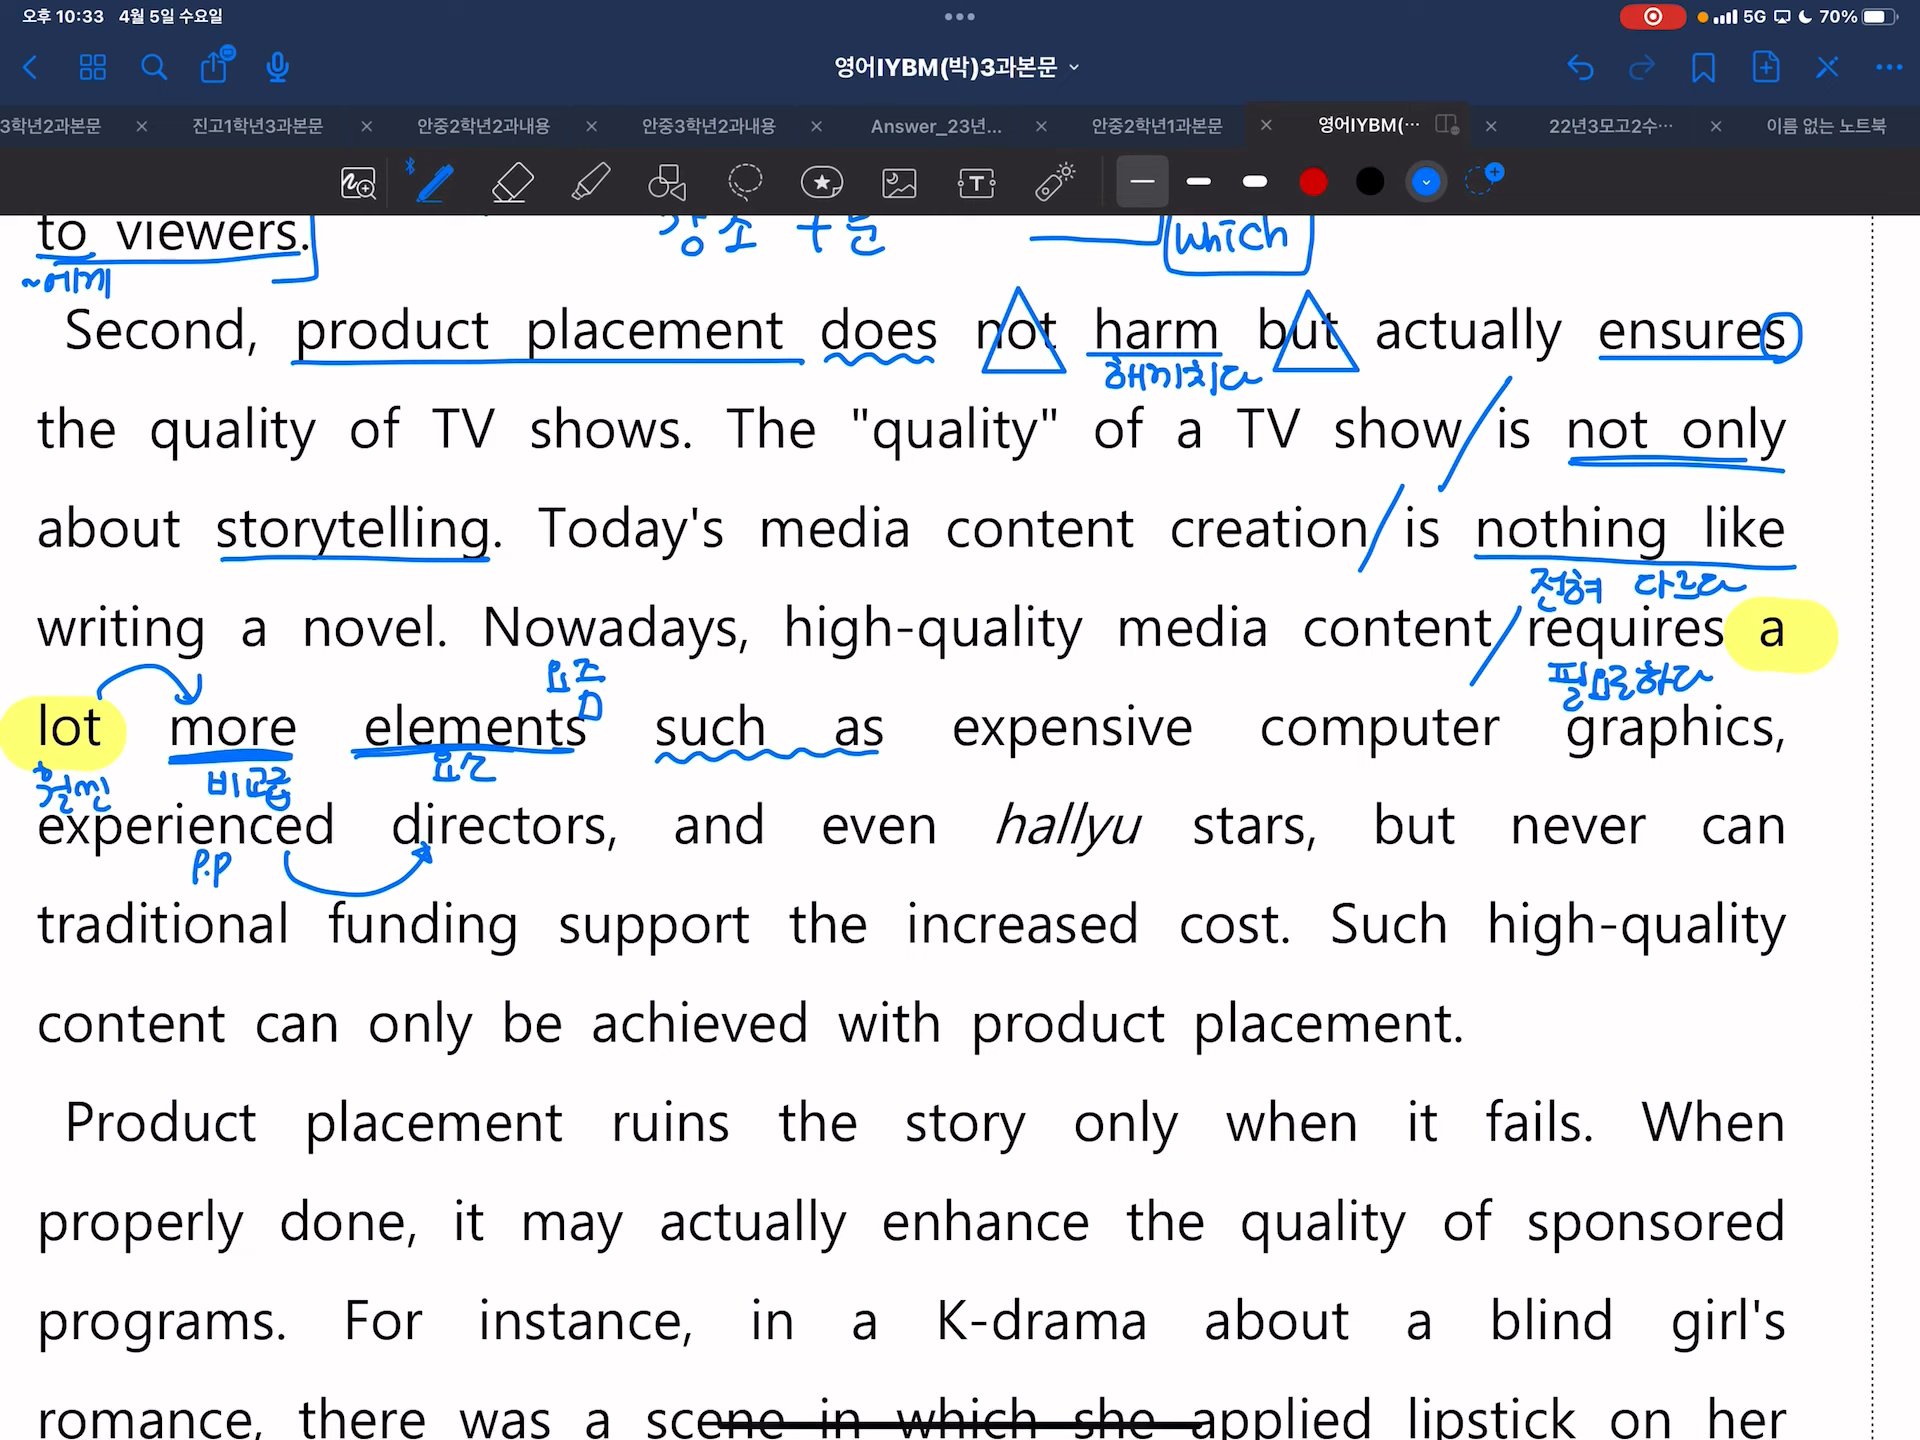 오후 10:33 4월 5일 수요일
5G 70%
영어IYBM(박)3과본문
3학년2과본문 진고1학년3과본문 안중2학년2과내용 안중3학년2과내용 Answer_23년... 안중2학년1과본문 영어IYBM(... 22년3모고2수... 이름 없는 노트북
to viewers. 강소 + 문 which
~에게
Second, product placement does not harm but actually ensures
해끼치다
the quality of TV shows. The "quality" of a TV show is not only
about storytelling. Today's media content creation is nothing like
전혀 다르다
writing a novel. Nowadays, high-quality media content requires a
요즈 필요로하다
ㅁ
lot more elements such as expensive computer graphics,
훨씬 비교급 요소
experienced directors, and even hallyu stars, but never can
P.P
traditional funding support the increased cost. Such high-quality
content can only be achieved with product placement.
Product placement ruins the story only when it fails. When
properly done, it may actually enhance the quality of sponsored
programs. For instance, in a K-drama about a blind girl's
romance, there was a scene in which she applied lipstick on her